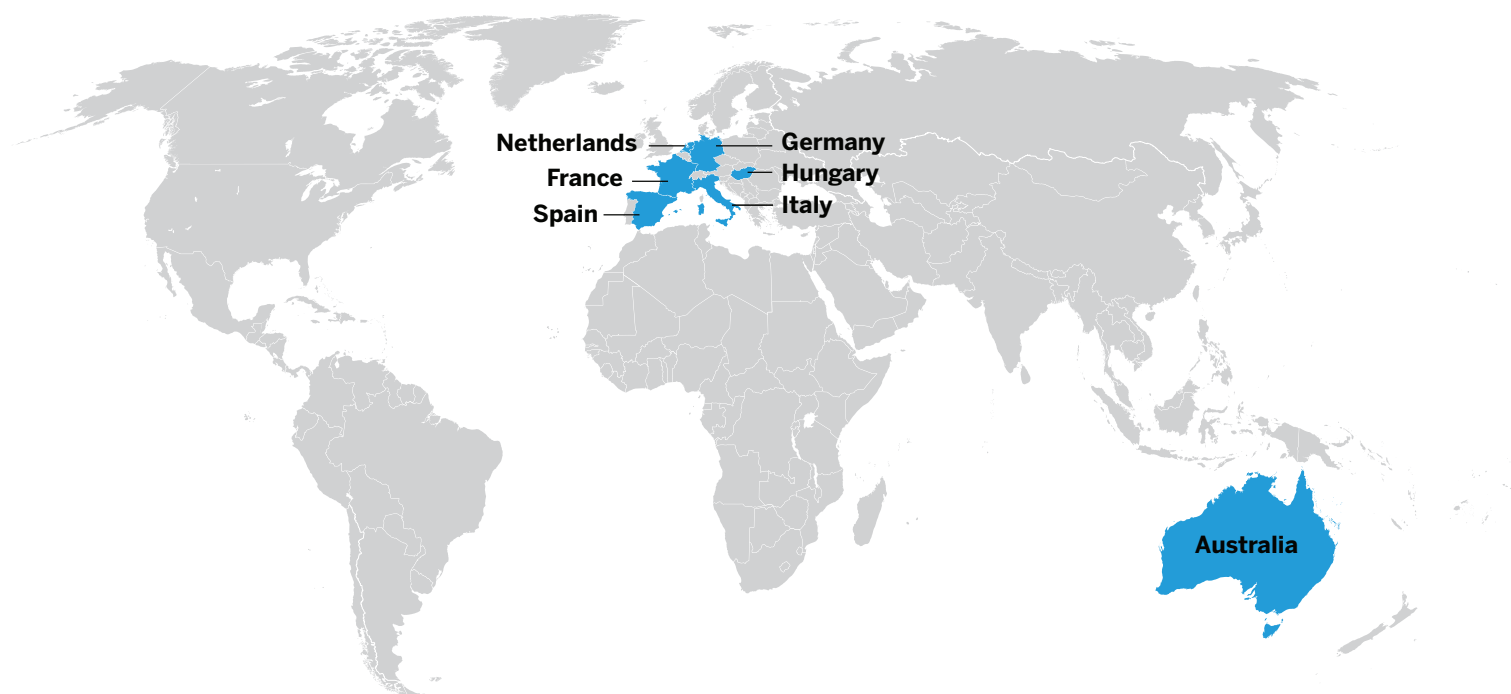 Netherlands
Germany
France
Hungary
Spain
Italy
Australia